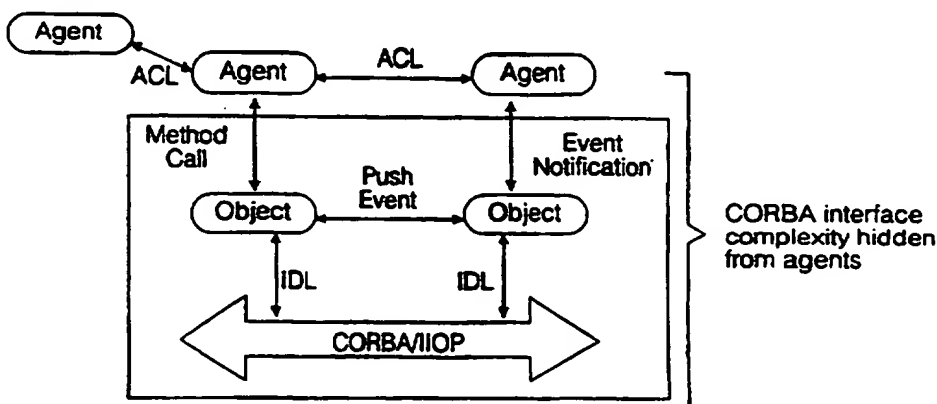 Agent
ACL
Agent
ACL
Agent
Method
Call
Event
Notification
Push
Event
Object
Object
IDL
IDL
CORBA/IIOP
CORBA interface
complexity hidden
from agents